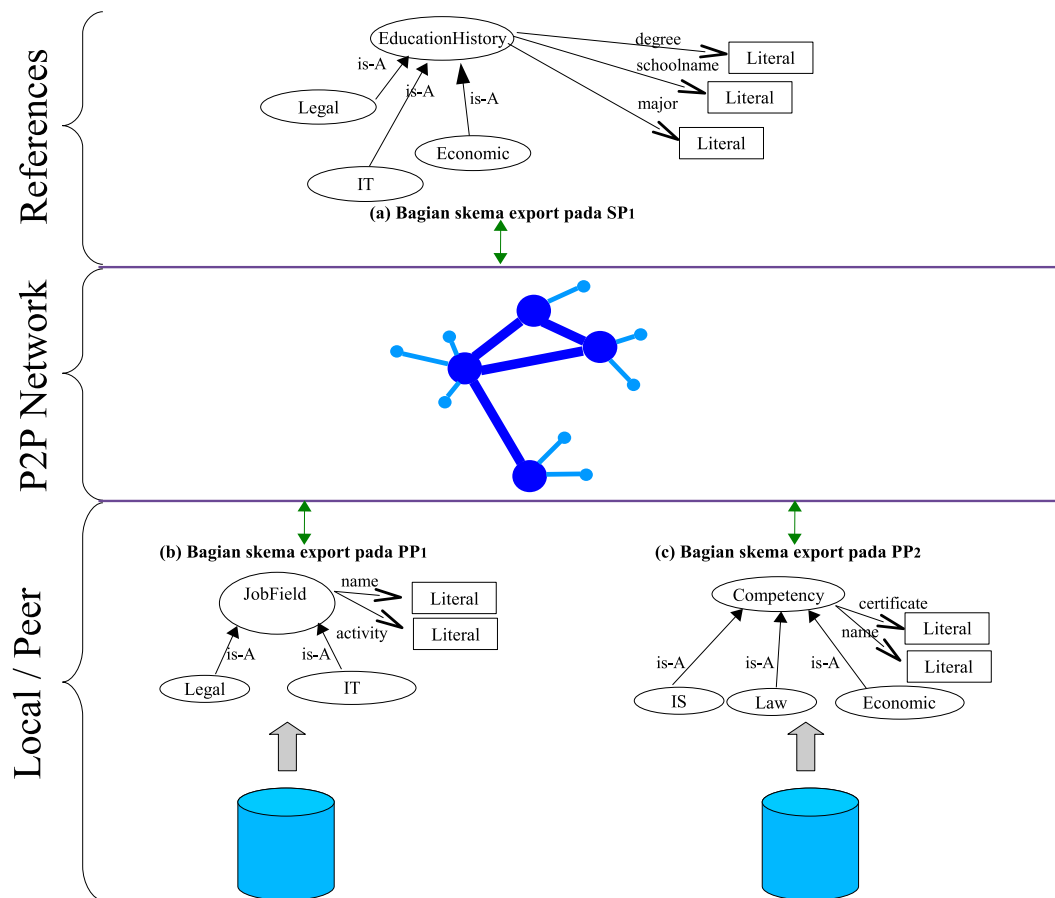 References
EducationHistory
degree
Literal
schoolname
Literal
major
Literal
is-A
is-A
is-A
Legal
Economic
IT
(a) Bagian skema export pada SP1
P2P Network
Local / Peer
(b) Bagian skema export pada PP1
JobField
name
Literal
activity
Literal
is-A
is-A
Legal
IT
(c) Bagian skema export pada PP2
Competency
certificate
Literal
name
Literal
is-A
is-A
is-A
IS
Law
Economic